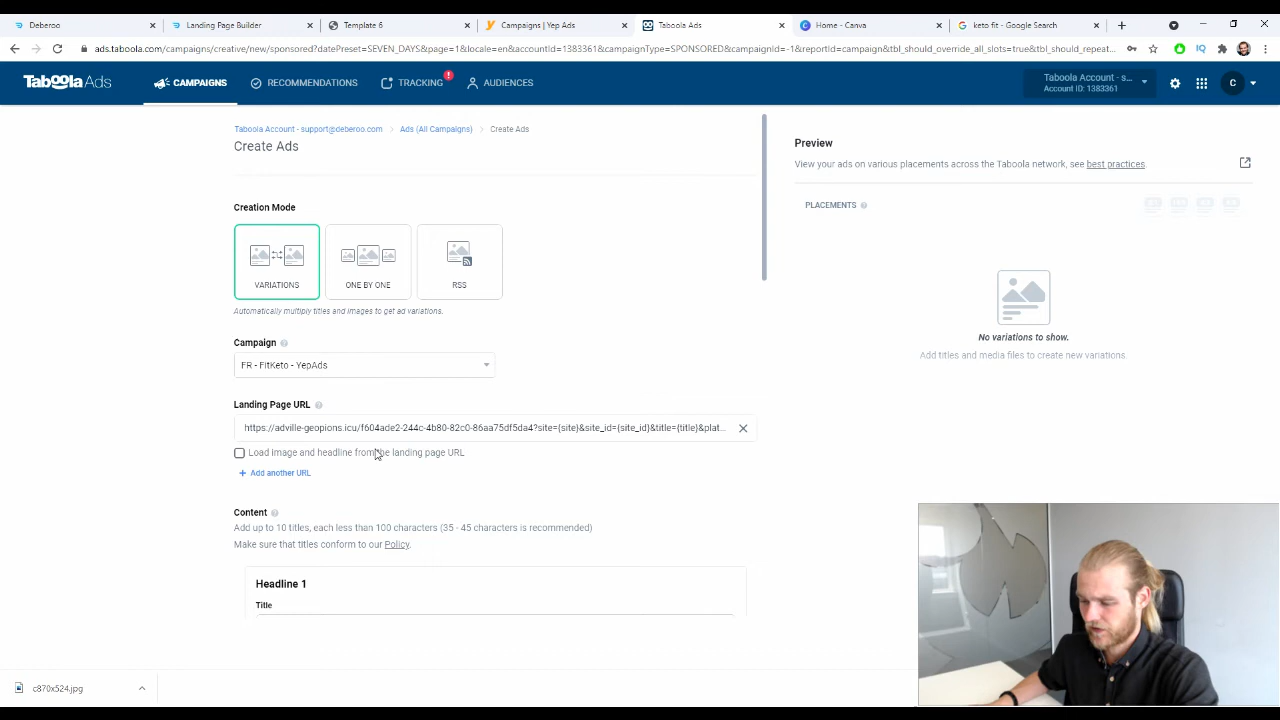 Deberoo
Landing Page Builder
Template 6
Campaigns | Yep Ads
Taboola Ads
Home - Canva
keto fit - Google Search
ads.taboola.com/campaigns/creative/new/sponsored?datePreset=SEVEN_DAYS&page=1&locale=en&accountId=1383361&campaignType=SPONSORED&campaignId=-1&reportId=campaign&tbl_should_override_all_slots=true&tbl_should_repeat...
Taboola Ads
CAMPAIGNS
RECOMMENDATIONS
TRACKING
AUDIENCES
Taboola Account - s...
Account ID: 1383361
C
Taboola Account - support@deberoo.com > Ads (All Campaigns) > Create Ads
Create Ads
Creation Mode
VARIATIONS
ONE BY ONE
RSS
Automatically multiply titles and images to get ad variations.
Campaign
FR - FitKeto - YepAds
Landing Page URL
https://adville-geopions.icu/f604ade2-244c-4b80-82c0-86aa75df5da4?site={site}&site_id={site_id}&title={title}&plat...
Load image and headline from the landing page URL
+ Add another URL
Content
Add up to 10 titles, each less than 100 characters (35 - 45 characters is recommended)
Make sure that titles conform to our Policy.
Headline 1
Title
Preview
View your ads on various placements across the Taboola network, see best practices.
PLACEMENTS
No variations to show.
Add titles and media files to create new variations.
c870x524.jpg